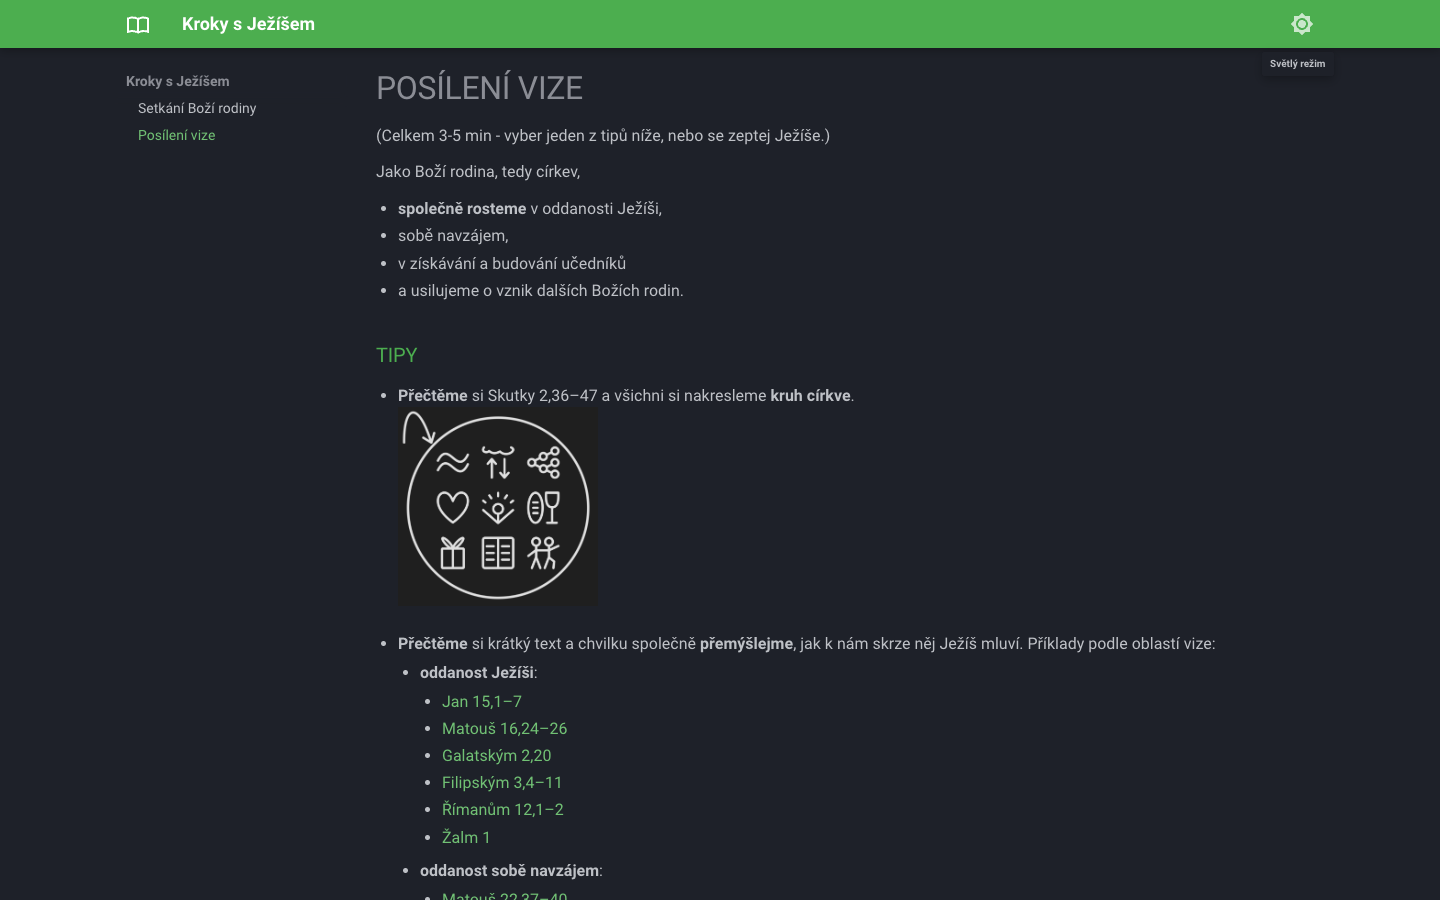 Kroky s Ježíšem
Světlý režim
Kroky s Ježíšem
Setkání Boží rodiny
Posílení vize
POSÍLENÍ VIZE
(Celkem 3-5 min - vyber jeden z tipů níže, nebo se zeptej Ježíše.)
Jako Boží rodina, tedy církev,
společně rosteme v oddanosti Ježíši,
sobě navzájem,
v získávání a budování učedníků
a usilujeme o vznik dalších Božích rodin.
TIPY
Přečtěme si Skutky 2,36–47 a všichni si nakresleme kruh církve.
Přečtěme si krátký text a chvilku společně přemýšlejme, jak k nám skrze něj Ježíš mluví. Příklady podle oblastí vize:
oddanost Ježíši:
Jan 15,1–7
Matouš 16,24–26
Galatským 2,20
Filipským 3,4–11
Římanům 12,1–2
Žalm 1
oddanost sobě navzájem:
Matouš 22,37–40